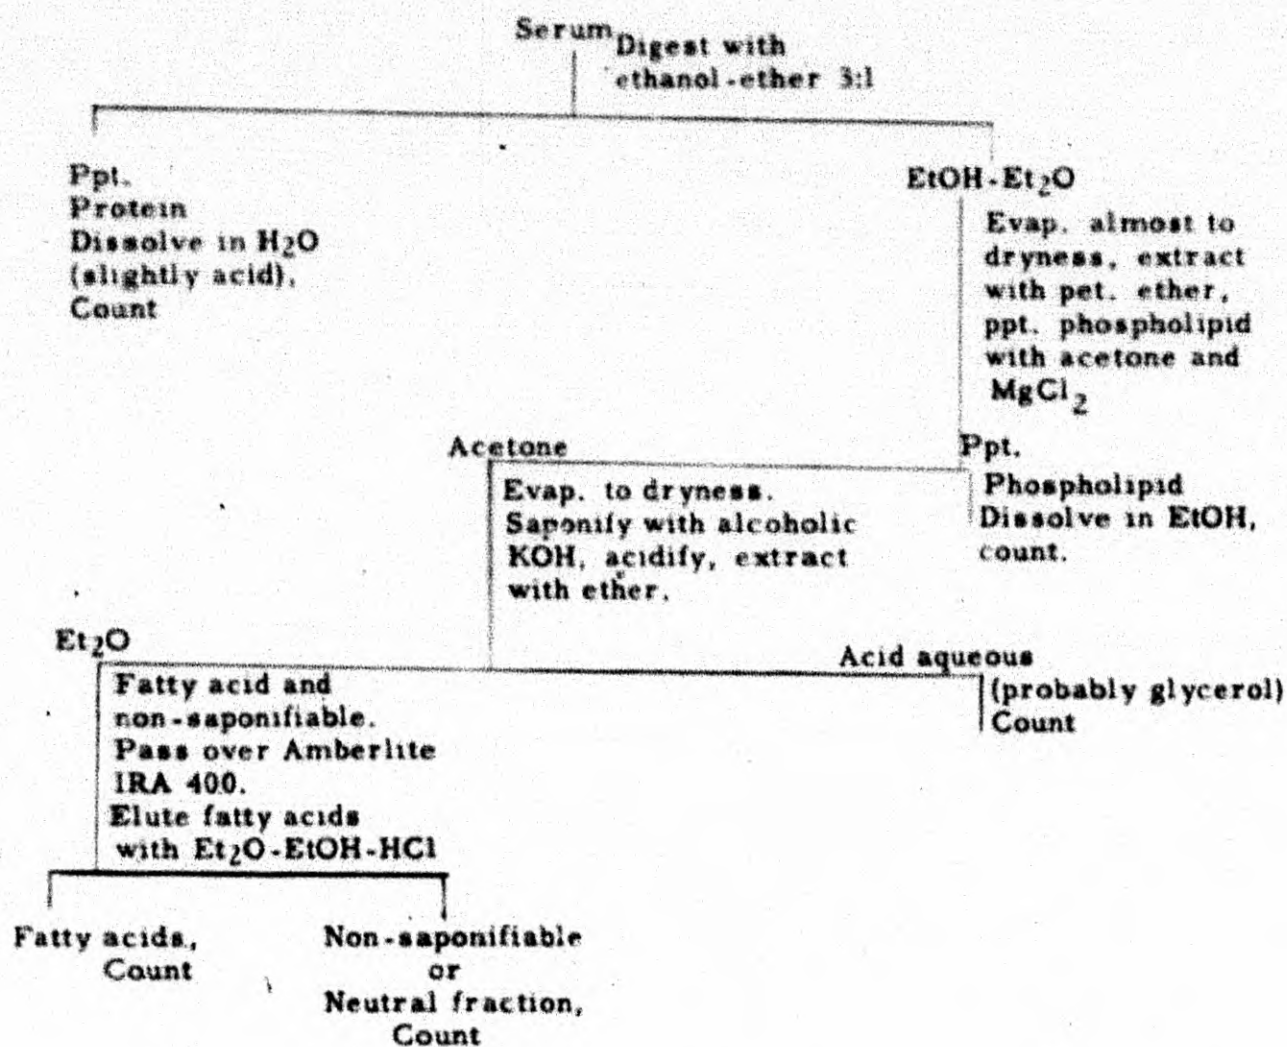 Serum
Digest with
ethanol-ether 3:1
Ppt.
Protein
Dissolve in H₂O
(slightly acid),
Count
EtOH-Et₂O
Evap. almost to
dryness, extract
with pet. ether,
ppt. phospholipid
with acetone and
MgCl₂
Acetone
Evap. to dryness.
Saponify with alcoholic
KOH, acidify, extract
with ether.
Ppt.
Phospholipid
Dissolve in EtOH,
count.
Et₂O
Fatty acid and
non-saponifiable.
Pass over Amberlite
IRA 400.
Elute fatty acids
with Et₂O-EtOH-HCl
Acid aqueous
(probably glycerol)
Count
Fatty acids,
Count
Non-saponifiable
or
Neutral fraction,
Count